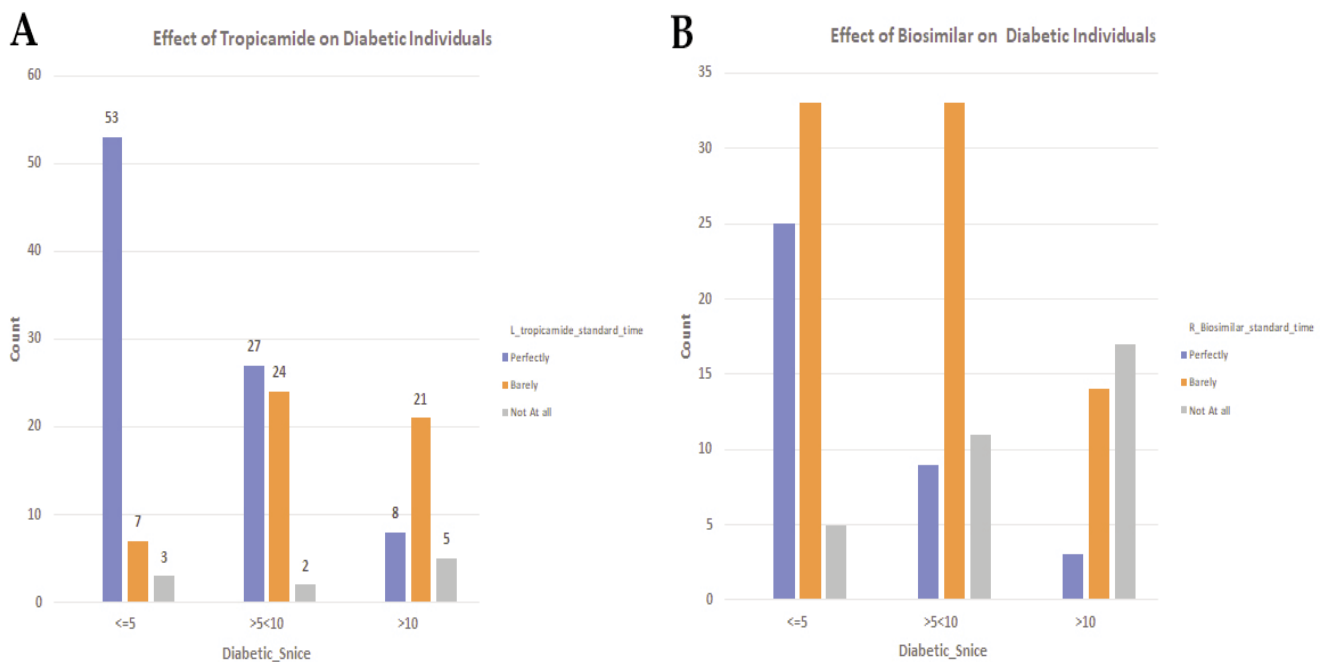 A
Effect of Tropicamide on Diabetic Individuals
60
50
40
30
20
10
0
Count
53
7
3
27
24
2
8
21
5
<=5
>5<10
>10
Diabetic_Snice
L_tropicamide_standard_time
Perfectly
Barely
Not At all
B
Effect of Biosimilar on Diabetic Individuals
35
30
25
20
15
10
5
0
Count
<=5
>5<10
>10
Diabetic_Snice
R_Biosimilar_standard_time
Perfectly
Barely
Not At all